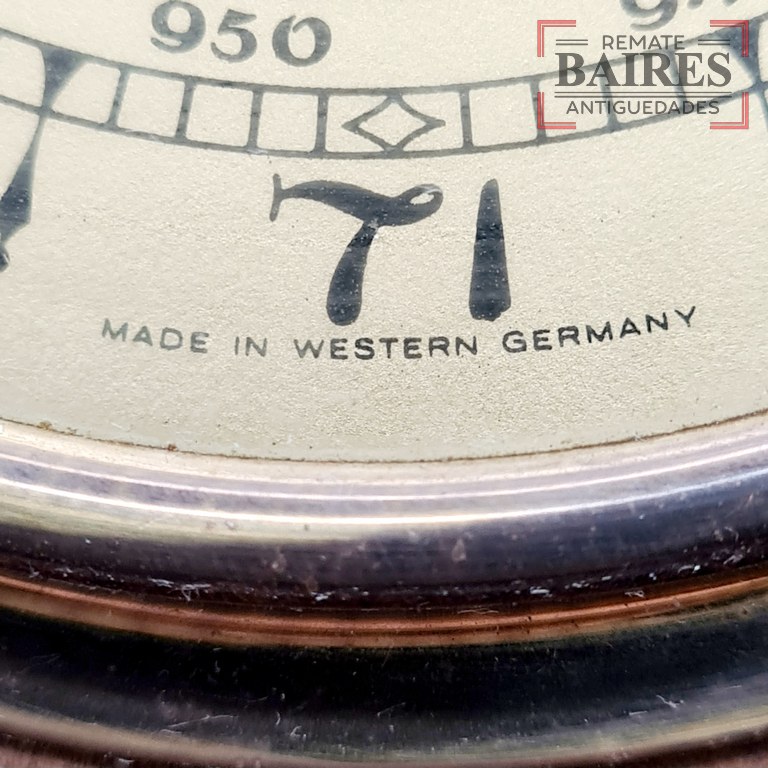 950
REMATE
BAIRES
ANTIGUEDADES
71
MADE IN WESTERN GERMANY